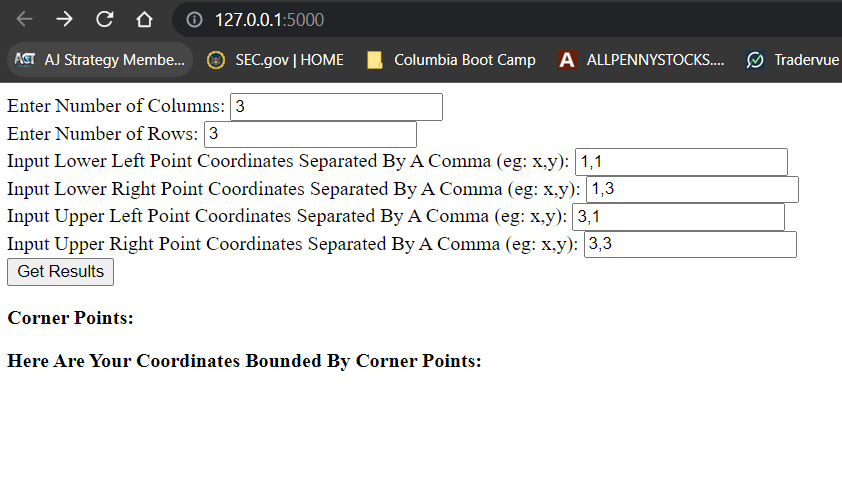 127.0.0.1:5000
ACT AJ Strategy Membe... SEC.gov | HOME Columbia Boot Camp A ALLPENNYSTOCKS.... Tradervue
Enter Number of Columns: 3
Enter Number of Rows: 3
Input Lower Left Point Coordinates Separated By A Comma (eg: x,y): 1,1
Input Lower Right Point Coordinates Separated By A Comma (eg: x,y): 1,3
Input Upper Left Point Coordinates Separated By A Comma (eg: x,y): 3,1
Input Upper Right Point Coordinates Separated By A Comma (eg: x,y): 3,3
Get Results
Corner Points:
Here Are Your Coordinates Bounded By Corner Points: